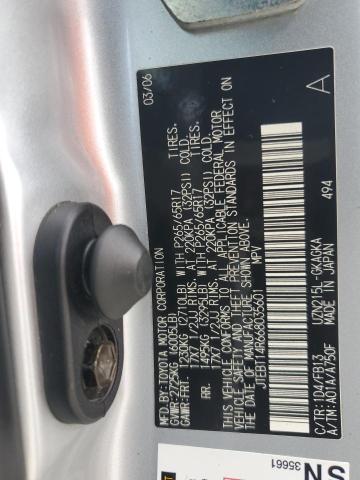 03/06
MFD. BY: TOYOTA MOTOR CORPORATION
GVWR: 2725KG (6005LB)
GAWR: FRT. 1230KG (2710LB) WITH P265/65R17 TIRES,
17X7 1/2JJ RIMS, AT 220KPA (32PSI) COLD.
RR. 1495KG (3295LB) WITH P265/65R17 TIRES,
17X7 1/2JJ RIMS, AT 220KPA (32PSI) COLD.
THIS VEHICLE CONFORMS TO ALL APPLICABLE FEDERAL MOTOR
VEHICLE SAFETY AND THEFT PREVENTION STANDARDS IN EFFECT ON
THE DATE OF MANUFACTURE SHOWN ABOVE.
JTEBT14R668035501
MPV
A
494
C/TR: 1D4/FB13 UZN215L-GKAGKA
A/TM: A01A/A750F MADE IN JAPAN
SN
35661